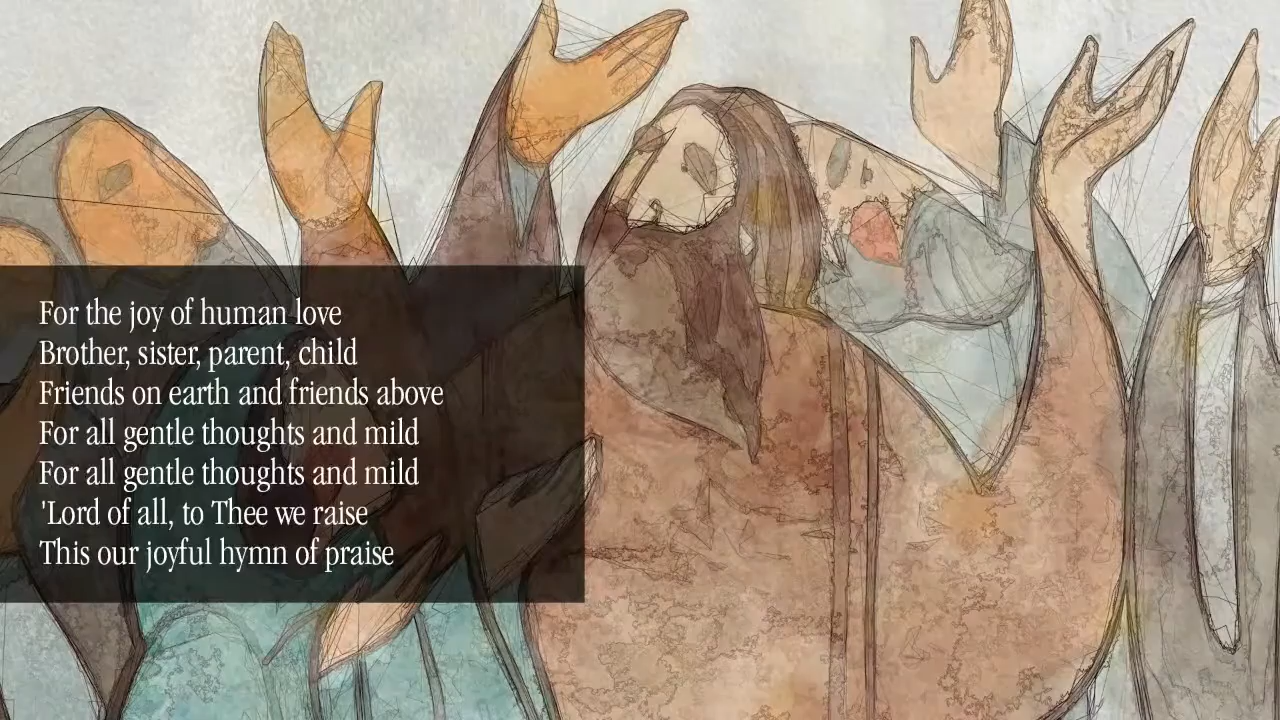 For the joy of human love
Brother, sister, parent, child
Friends on earth and friends above
For all gentle thoughts and mild
For all gentle thoughts and mild
'Lord of all, to Thee we raise
This our joyful hymn of praise